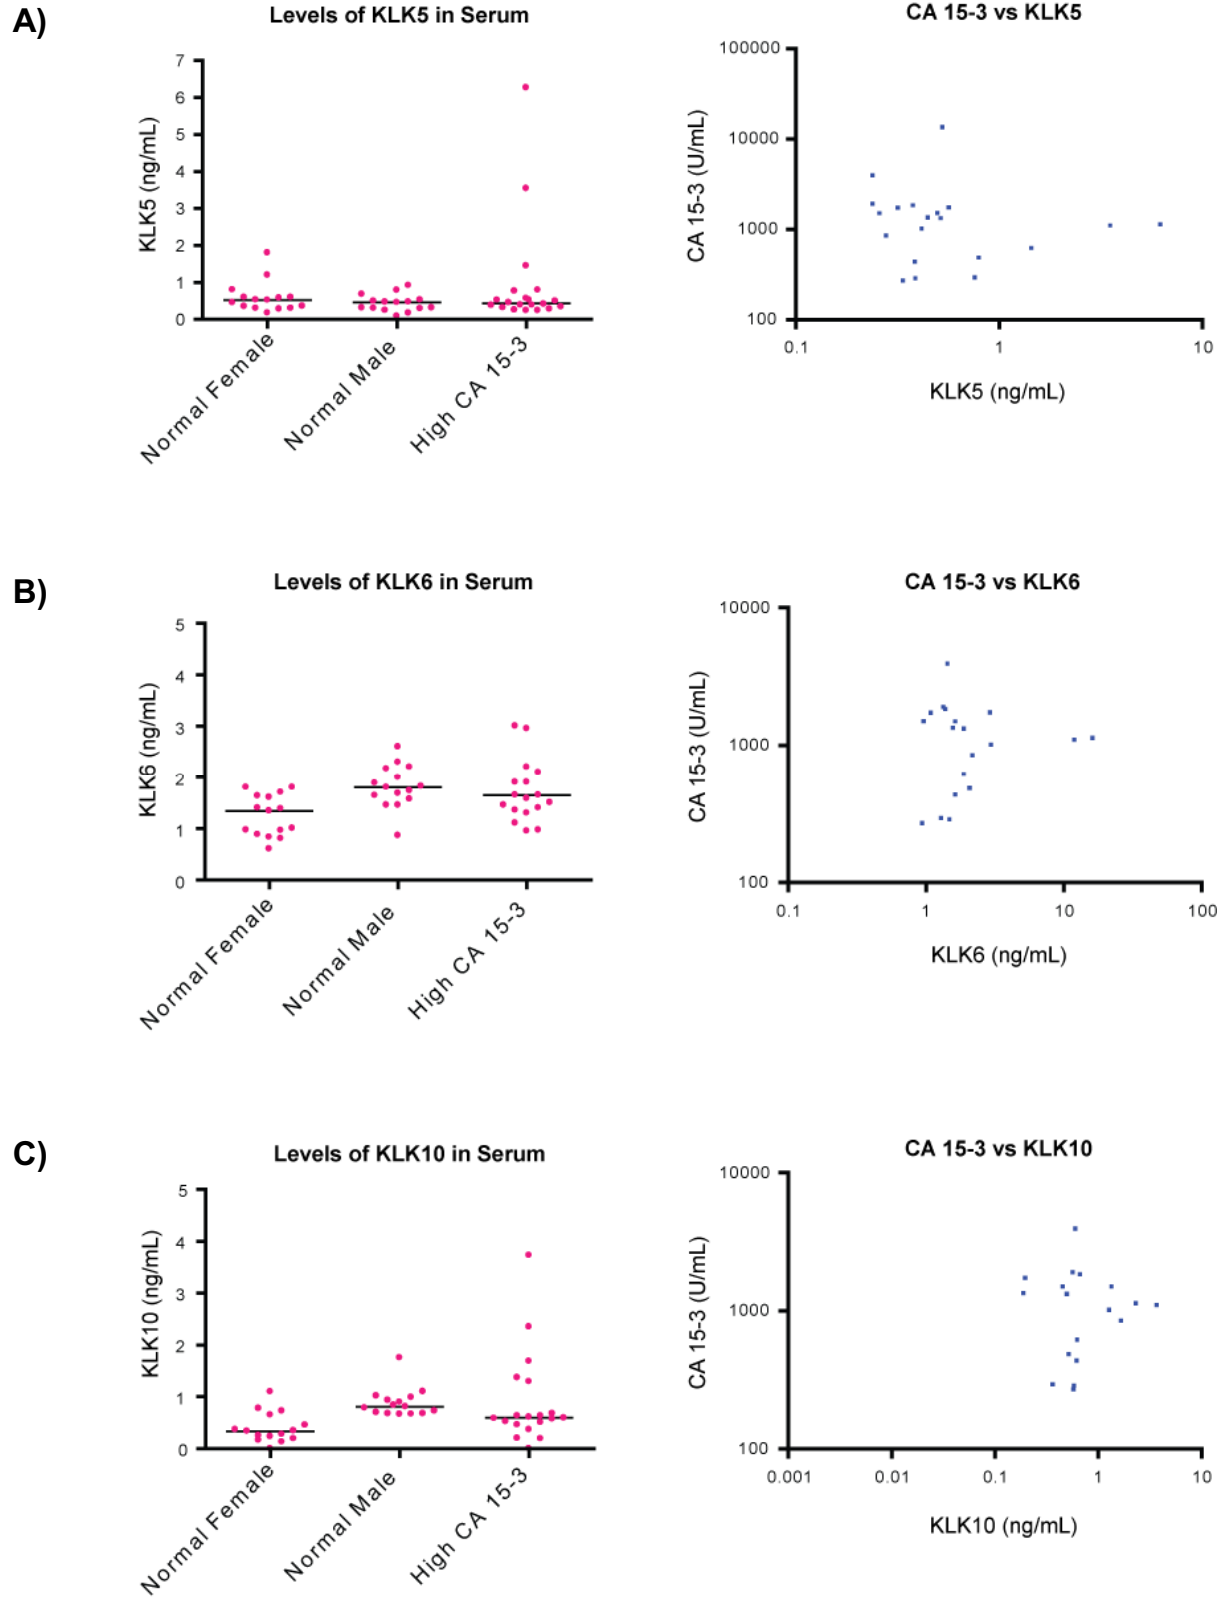 A)
Levels of KLK5 in Serum
7
6
5
4
3
2
1
0
KLK5 (ng/mL)
Normal Female
Normal Male
High CA 15-3
CA 15-3 vs KLK5
100000
10000
1000
100
CA 15-3 (U/mL)
0.1
1
10
KLK5 (ng/mL)
B)
Levels of KLK6 in Serum
5
4
3
2
1
0
KLK6 (ng/mL)
Normal Female
Normal Male
High CA 15-3
CA 15-3 vs KLK6
10000
1000
100
CA 15-3 (U/mL)
0.1
1
10
100
KLK6 (ng/mL)
C)
Levels of KLK10 in Serum
5
4
3
2
1
0
KLK10 (ng/mL)
Normal Female
Normal Male
High CA 15-3
CA 15-3 vs KLK10
10000
1000
100
CA 15-3 (U/mL)
0.001
0.01
0.1
1
10
KLK10 (ng/mL)